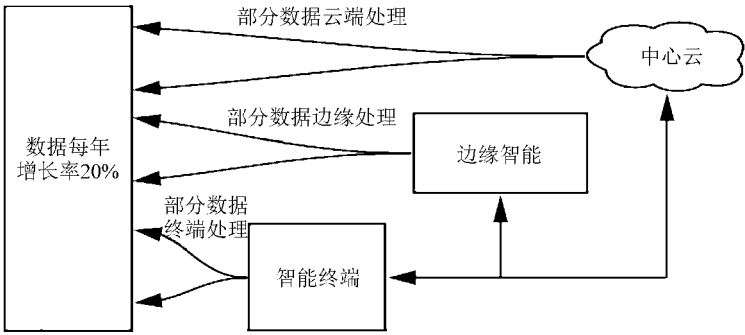 部分数据云端处理
中心云
部分数据边缘处理
数据每年
增长率20%
边缘智能
部分数据
终端处理
智能终端